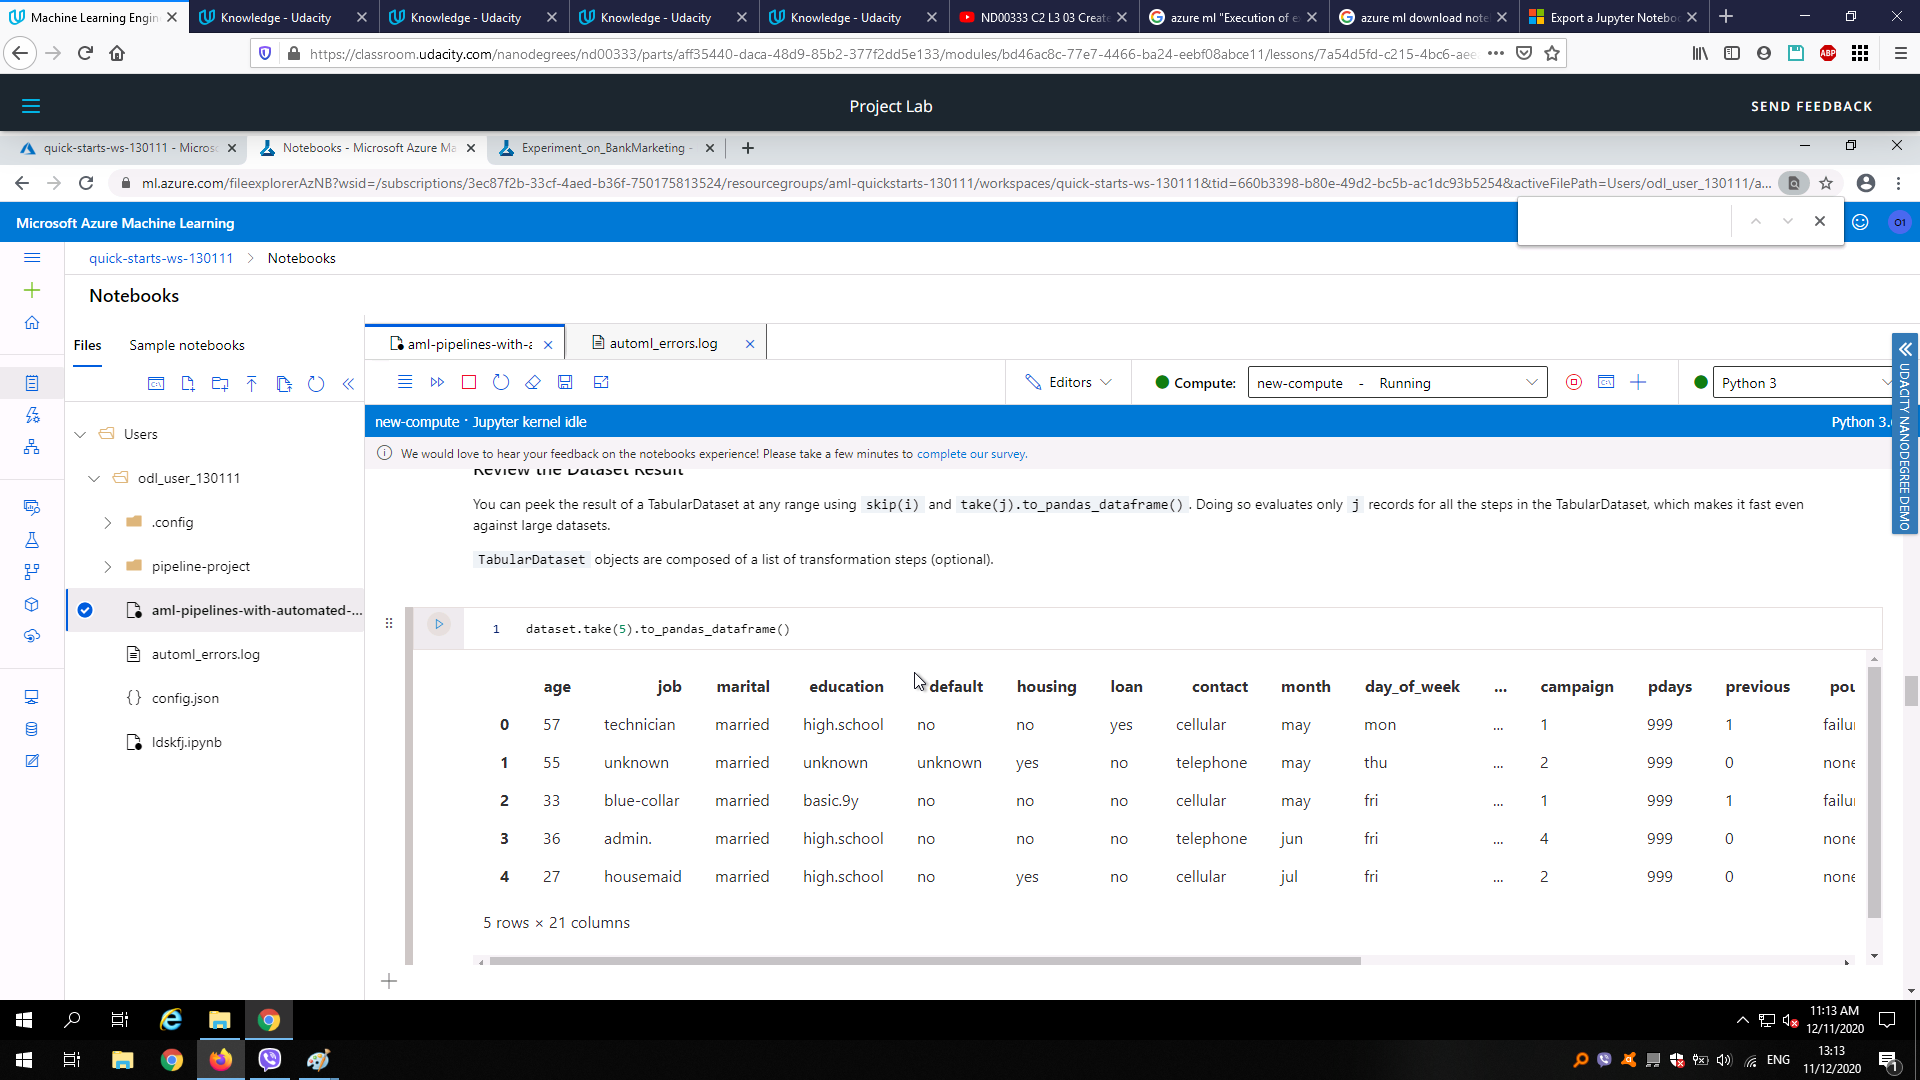 Machine Learning Engin
Knowledge - Udacity
Knowledge - Udacity
Knowledge - Udacity
Knowledge - Udacity
ND00333 C2 L3 03 Create
azure ml "Execution of e
azure ml download note
Export a Jupyter Notebo
https://classroom.udacity.com/nanodegrees/nd00333/parts/aff35440-daca-48d9-85b2-377f2dd5e133/modules/bd46ac8c-77e7-4466-ba24-eebf08abce11/lessons/7a54d5fd-c215-4bc6-aee
ABP
Project Lab
SEND FEEDBACK
quick-starts-ws-130111 - Micros
Notebooks - Microsoft Azure Ma
Experiment_on_BankMarketing -
ml.azure.com/fileexplorerAzNB?wsid=/subscriptions/3ec87f2b-33cf-4aed-b36f-750175813524/resourcegroups/aml-quickstarts-130111/workspaces/quick-starts-ws-130111&tid=660b3398-b80e-49d2-bc5b-ac1dc93b5254&activeFilePath=Users/odl_user_130111/a...
Microsoft Azure Machine Learning
O1
quick-starts-ws-130111 > Notebooks
Notebooks
Files
Sample notebooks
aml-pipelines-with-a
automl_errors.log
Editors
Compute:
new-compute - Running
Python 3
UDACITY NANODEGREE DEMO
new-compute · Jupyter kernel idle
Python 3.
We would love to hear your feedback on the notebooks experience! Please take a few minutes to complete our survey.
Users
odl_user_130111
.config
pipeline-project
aml-pipelines-with-automated-...
automl_errors.log
config.json
ldskfj.ipynb
Review the Dataset Result
You can peek the result of a TabularDataset at any range using skip(i) and take(j).to_pandas_dataframe(). Doing so evaluates only j records for all the steps in the TabularDataset, which makes it fast even
against large datasets.
TabularDataset objects are composed of a list of transformation steps (optional).
1 dataset.take(5).to_pandas_dataframe()
age job marital education default housing loan contact month day_of_week ... campaign pdays previous pou
0 57 technician married high.school no no yes cellular may mon ... 1 999 1 failu
1 55 unknown married unknown unknown yes no telephone may thu ... 2 999 0 none
2 33 blue-collar married basic.9y no no no cellular may fri ... 1 999 1 failu
3 36 admin. married high.school no no no telephone jun fri ... 4 999 0 none
4 27 housemaid married high.school no yes no cellular jul fri ... 2 999 0 none
5 rows × 21 columns
11:13 AM
12/11/2020
ENG
13:13
11/12/2020
1